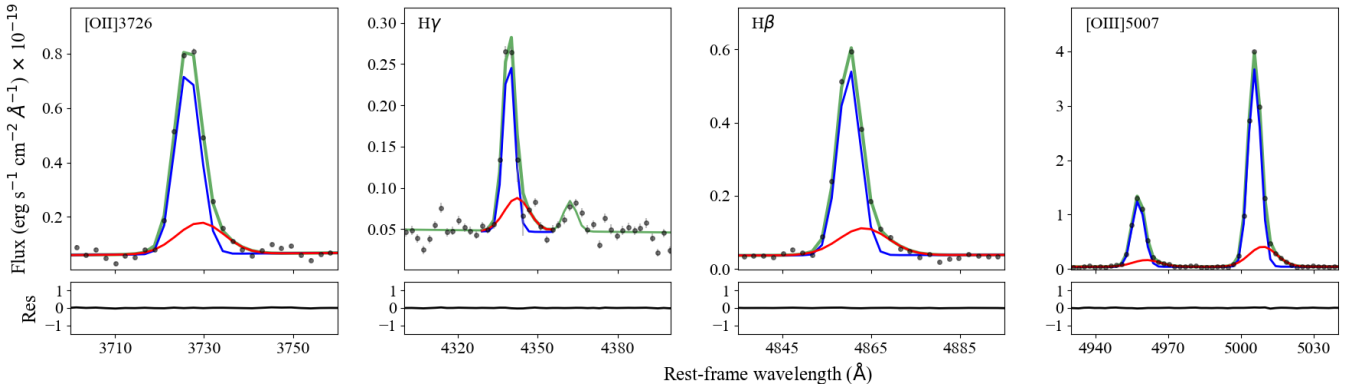 [OII]3726
Hγ
Hβ
[OIII]5007
Flux (erg s⁻¹ cm⁻² Å⁻¹) × 10⁻¹⁹
0.8
0.6
0.4
0.2
0.30
0.25
0.20
0.15
0.10
0.05
0.6
0.4
0.2
0.0
4
3
2
1
0
Res
1
0
−1
1
0
−1
1
0
−1
1
0
−1
3710 3730 3750
4320 4350 4380
4845 4865 4885
4940 4970 5000 5030
Rest-frame wavelength (Å)